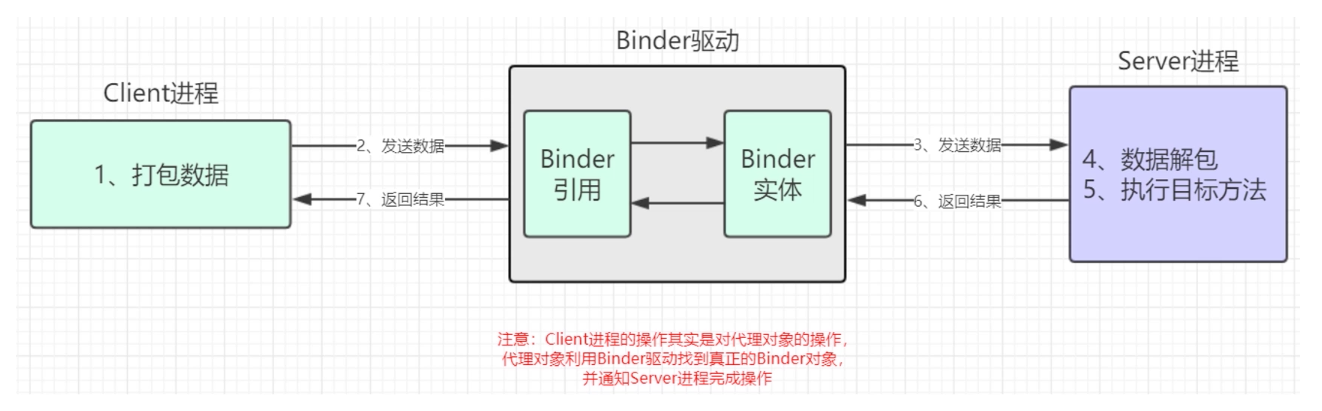 Binder驱动
Server进程
Client进程
1、打包数据
2、发送数据
7、返回结果
Binder
引用
Binder
实体
3、发送数据
6、返回结果
4、数据解包
5、执行目标方法
注意：Client进程的操作其实是对代理对象的操作，
代理对象利用Binder驱动找到真正的Binder对象，
并通知Server进程完成操作